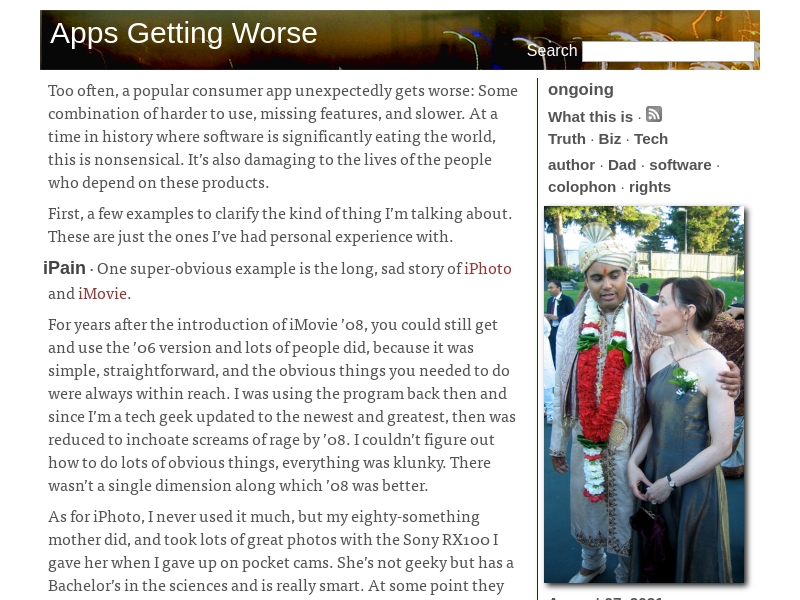 Apps Getting Worse
Search
Too often, a popular consumer app unexpectedly gets worse: Some
combination of harder to use, missing features, and slower. At a
time in history where software is significantly eating the world,
this is nonsensical. It’s also damaging to the lives of the people
who depend on these products.
First, a few examples to clarify the kind of thing I’m talking about.
These are just the ones I’ve had personal experience with.
iPain · One super-obvious example is the long, sad story of iPhoto
and iMovie.
For years after the introduction of iMovie ’08, you could still get
and use the ’06 version and lots of people did, because it was
simple, straightforward, and the obvious things you needed to do
were always within reach. I was using the program back then and
since I’m a tech geek updated to the newest and greatest, then was
reduced to inchoate screams of rage by ’08. I couldn’t figure out
how to do lots of obvious things, everything was klunky. There
wasn’t a single dimension along which ’08 was better.
As for iPhoto, I never used it much, but my eighty-something
mother did, and took lots of great photos with the Sony RX100 I
gave her when I gave up on pocket cams. She’s not geeky but has a
Bachelor’s in the sciences and is really smart. At some point they
ongoing
What this is ·
Truth · Biz · Tech
author · Dad · software ·
colophon · rights